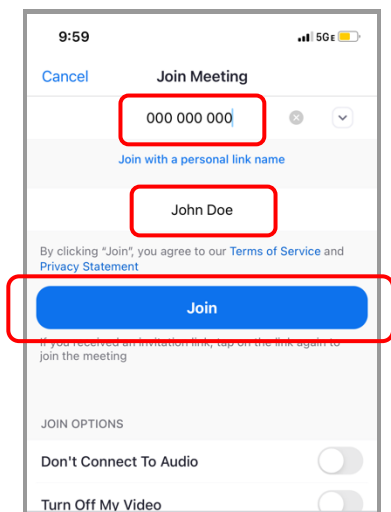 9:59 5GE
Cancel Join Meeting
000 000 000
Join with a personal link name
John Doe
By clicking "Join", you agree to our Terms of Service and
Privacy Statement
Join
If you received an invitation link, tap on the link again to
join the meeting
JOIN OPTIONS
Don't Connect To Audio
Turn Off My Video